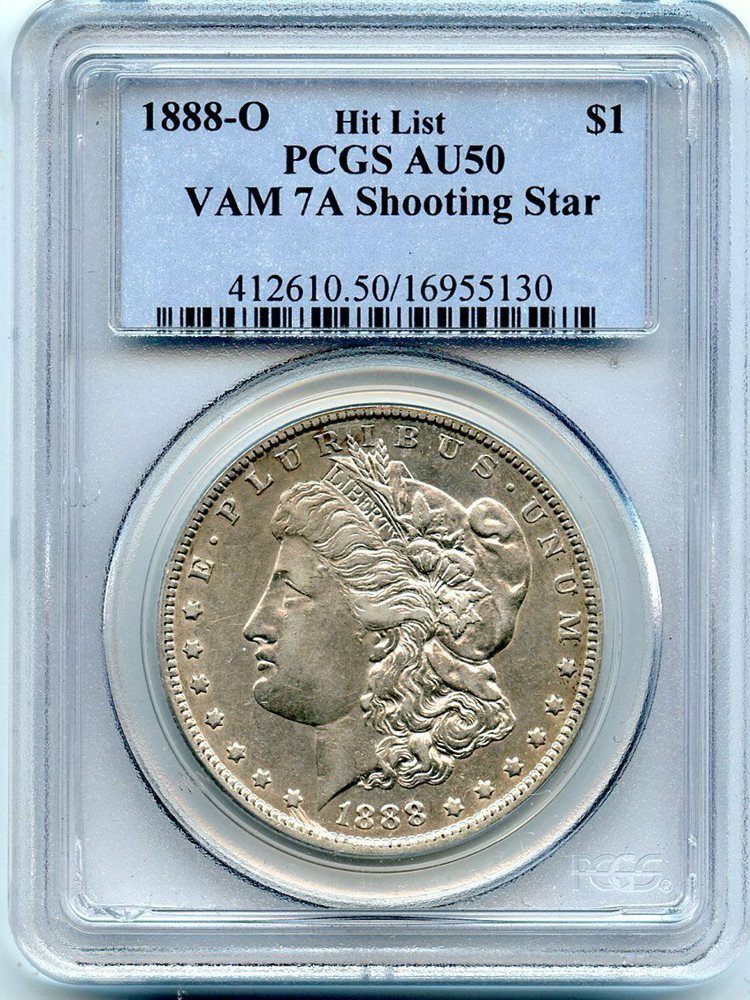 1888-O Hit List $1
PCGS AU50
VAM 7A Shooting Star
412610.50/16955130
E · PLURIBUS · UNUM
LIBERTY
1888
PCGS